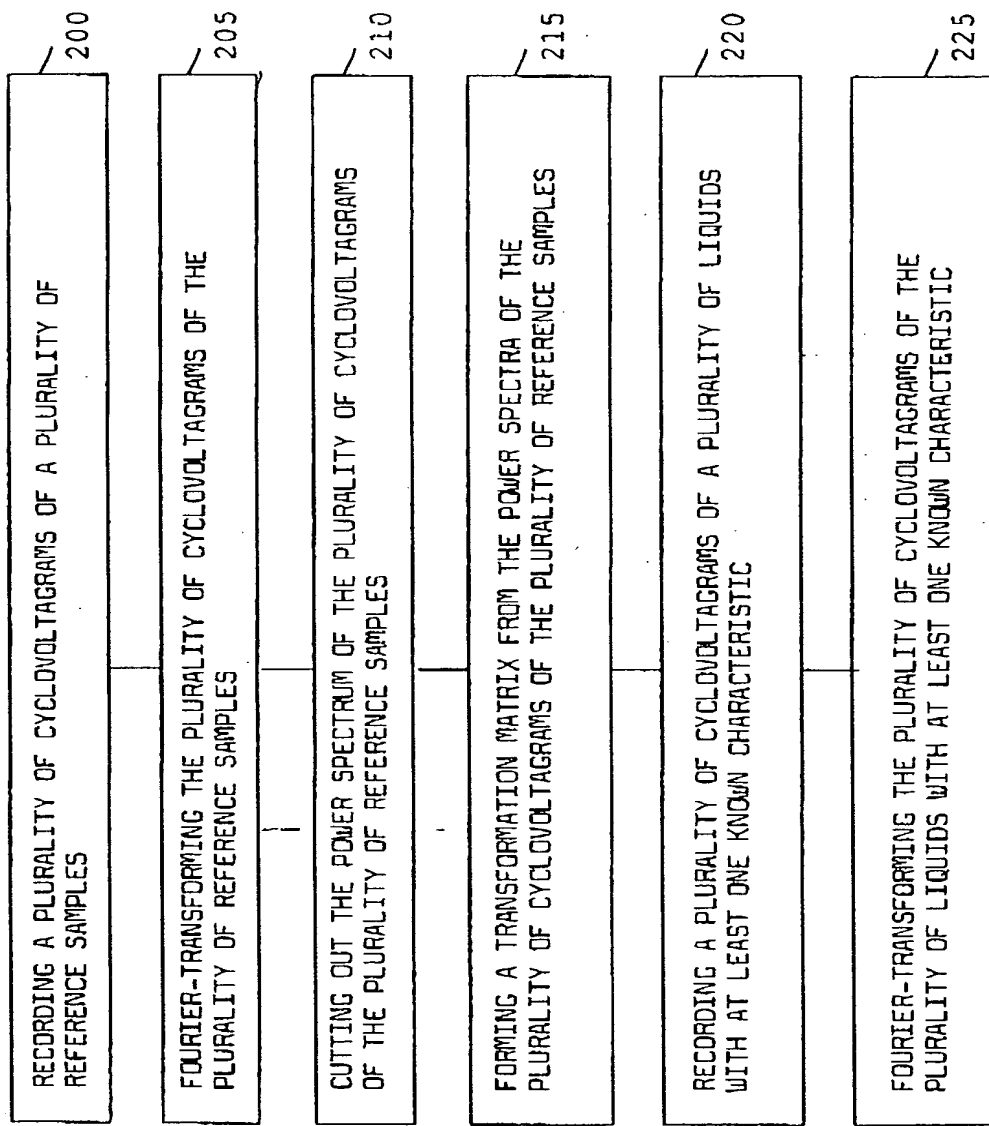 RECORDING A PLURALITY OF CYCLOVOLTAGRAMS OF A PLURALITY OF
REFERENCE SAMPLES
200
FOURIER-TRANSFORMING THE PLURALITY OF CYCLOVOLTAGRAMS OF THE
PLURALITY OF REFERENCE SAMPLES
205
CUTTING OUT THE POWER SPECTRUM OF THE PLURALITY OF CYCLOVOLTAGRAMS
OF THE PLURALITY OF REFERENCE SAMPLES
210
FORMING A TRANSFORMATION MATRIX FROM THE POWER SPECTRA OF THE
PLURALITY OF CYCLOVOLTAGRAMS OF THE PLURALITY OF REFERENCE SAMPLES
215
RECORDING A PLURALITY OF CYCLOVOLTAGRAMS OF A PLURALITY OF LIQUIDS
WITH AT LEAST ONE KNOWN CHARACTERISTIC
220
FOURIER-TRANSFORMING THE PLURALITY OF CYCLOVOLTAGRAMS OF THE
PLURALITY OF LIQUIDS WITH AT LEAST ONE KNOWN CHARACTERISTIC
225